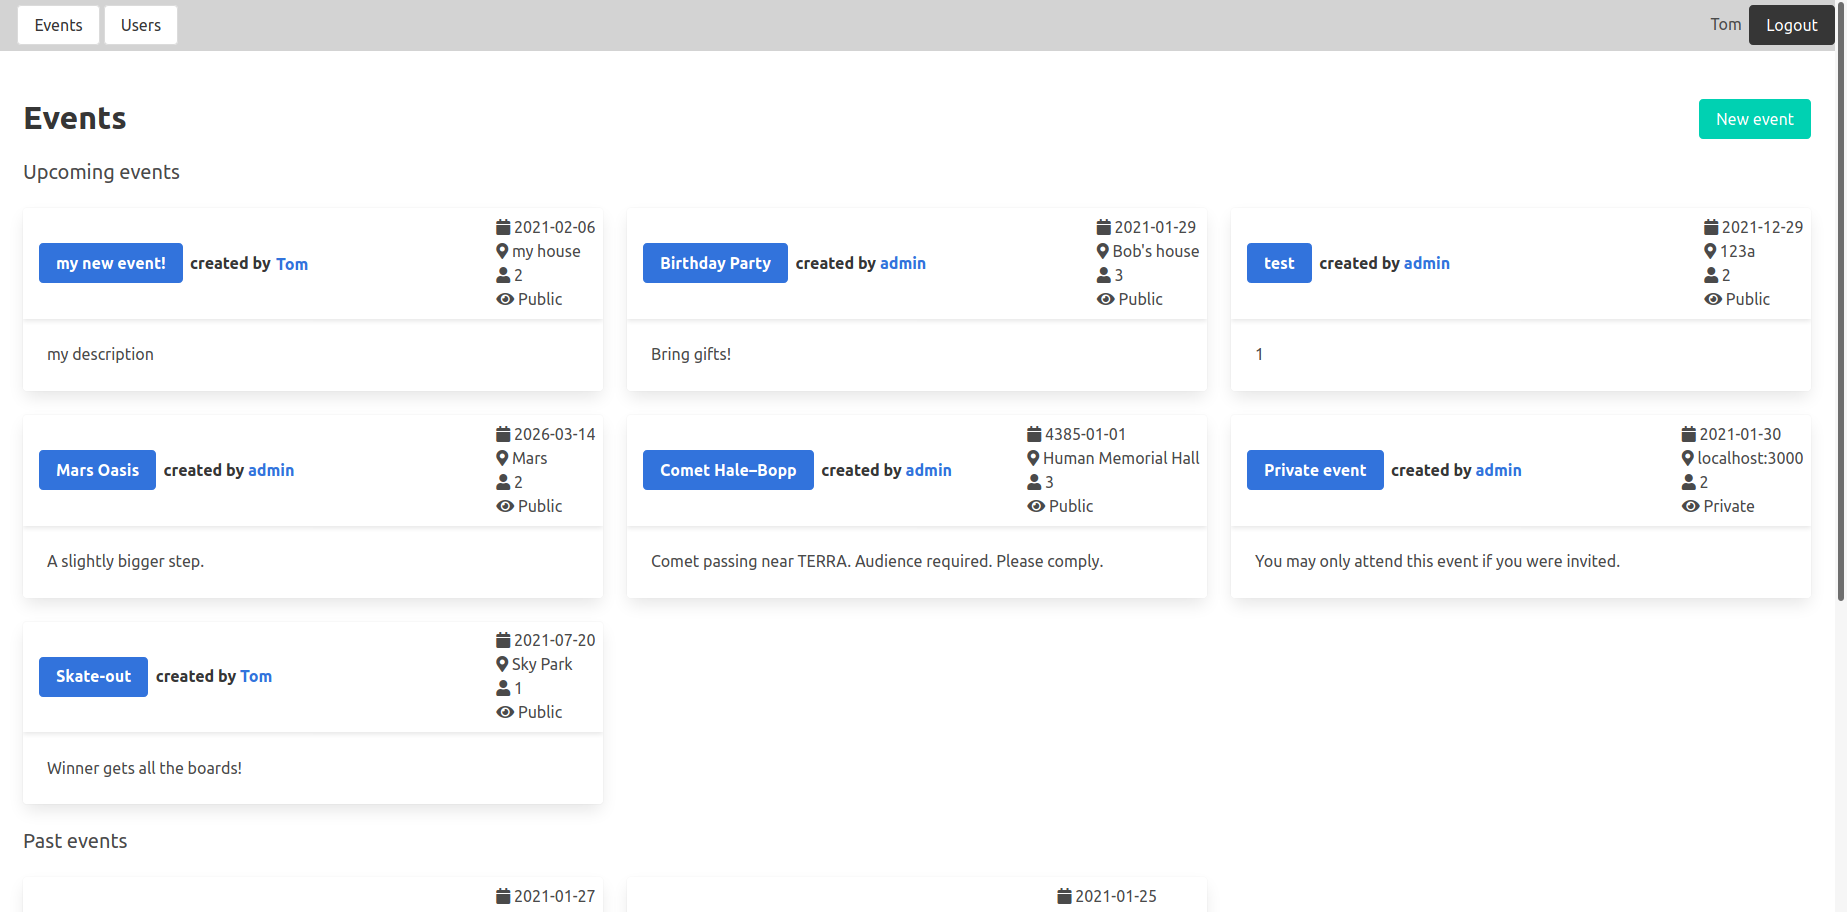 Events Users Tom Logout
Events New event
Upcoming events
my new event! created by Tom
2021-02-06
my house
2
Public
my description
Birthday Party created by admin
2021-01-29
Bob's house
3
Public
Bring gifts!
test created by admin
2021-12-29
123a
2
Public
1
Mars Oasis created by admin
2026-03-14
Mars
2
Public
A slightly bigger step.
Comet Hale–Bopp created by admin
4385-01-01
Human Memorial Hall
3
Public
Comet passing near TERRA. Audience required. Please comply.
Private event created by admin
2021-01-30
localhost:3000
2
Private
You may only attend this event if you were invited.
Skate-out created by Tom
2021-07-20
Sky Park
1
Public
Winner gets all the boards!
Past events
2021-01-27
2021-01-25